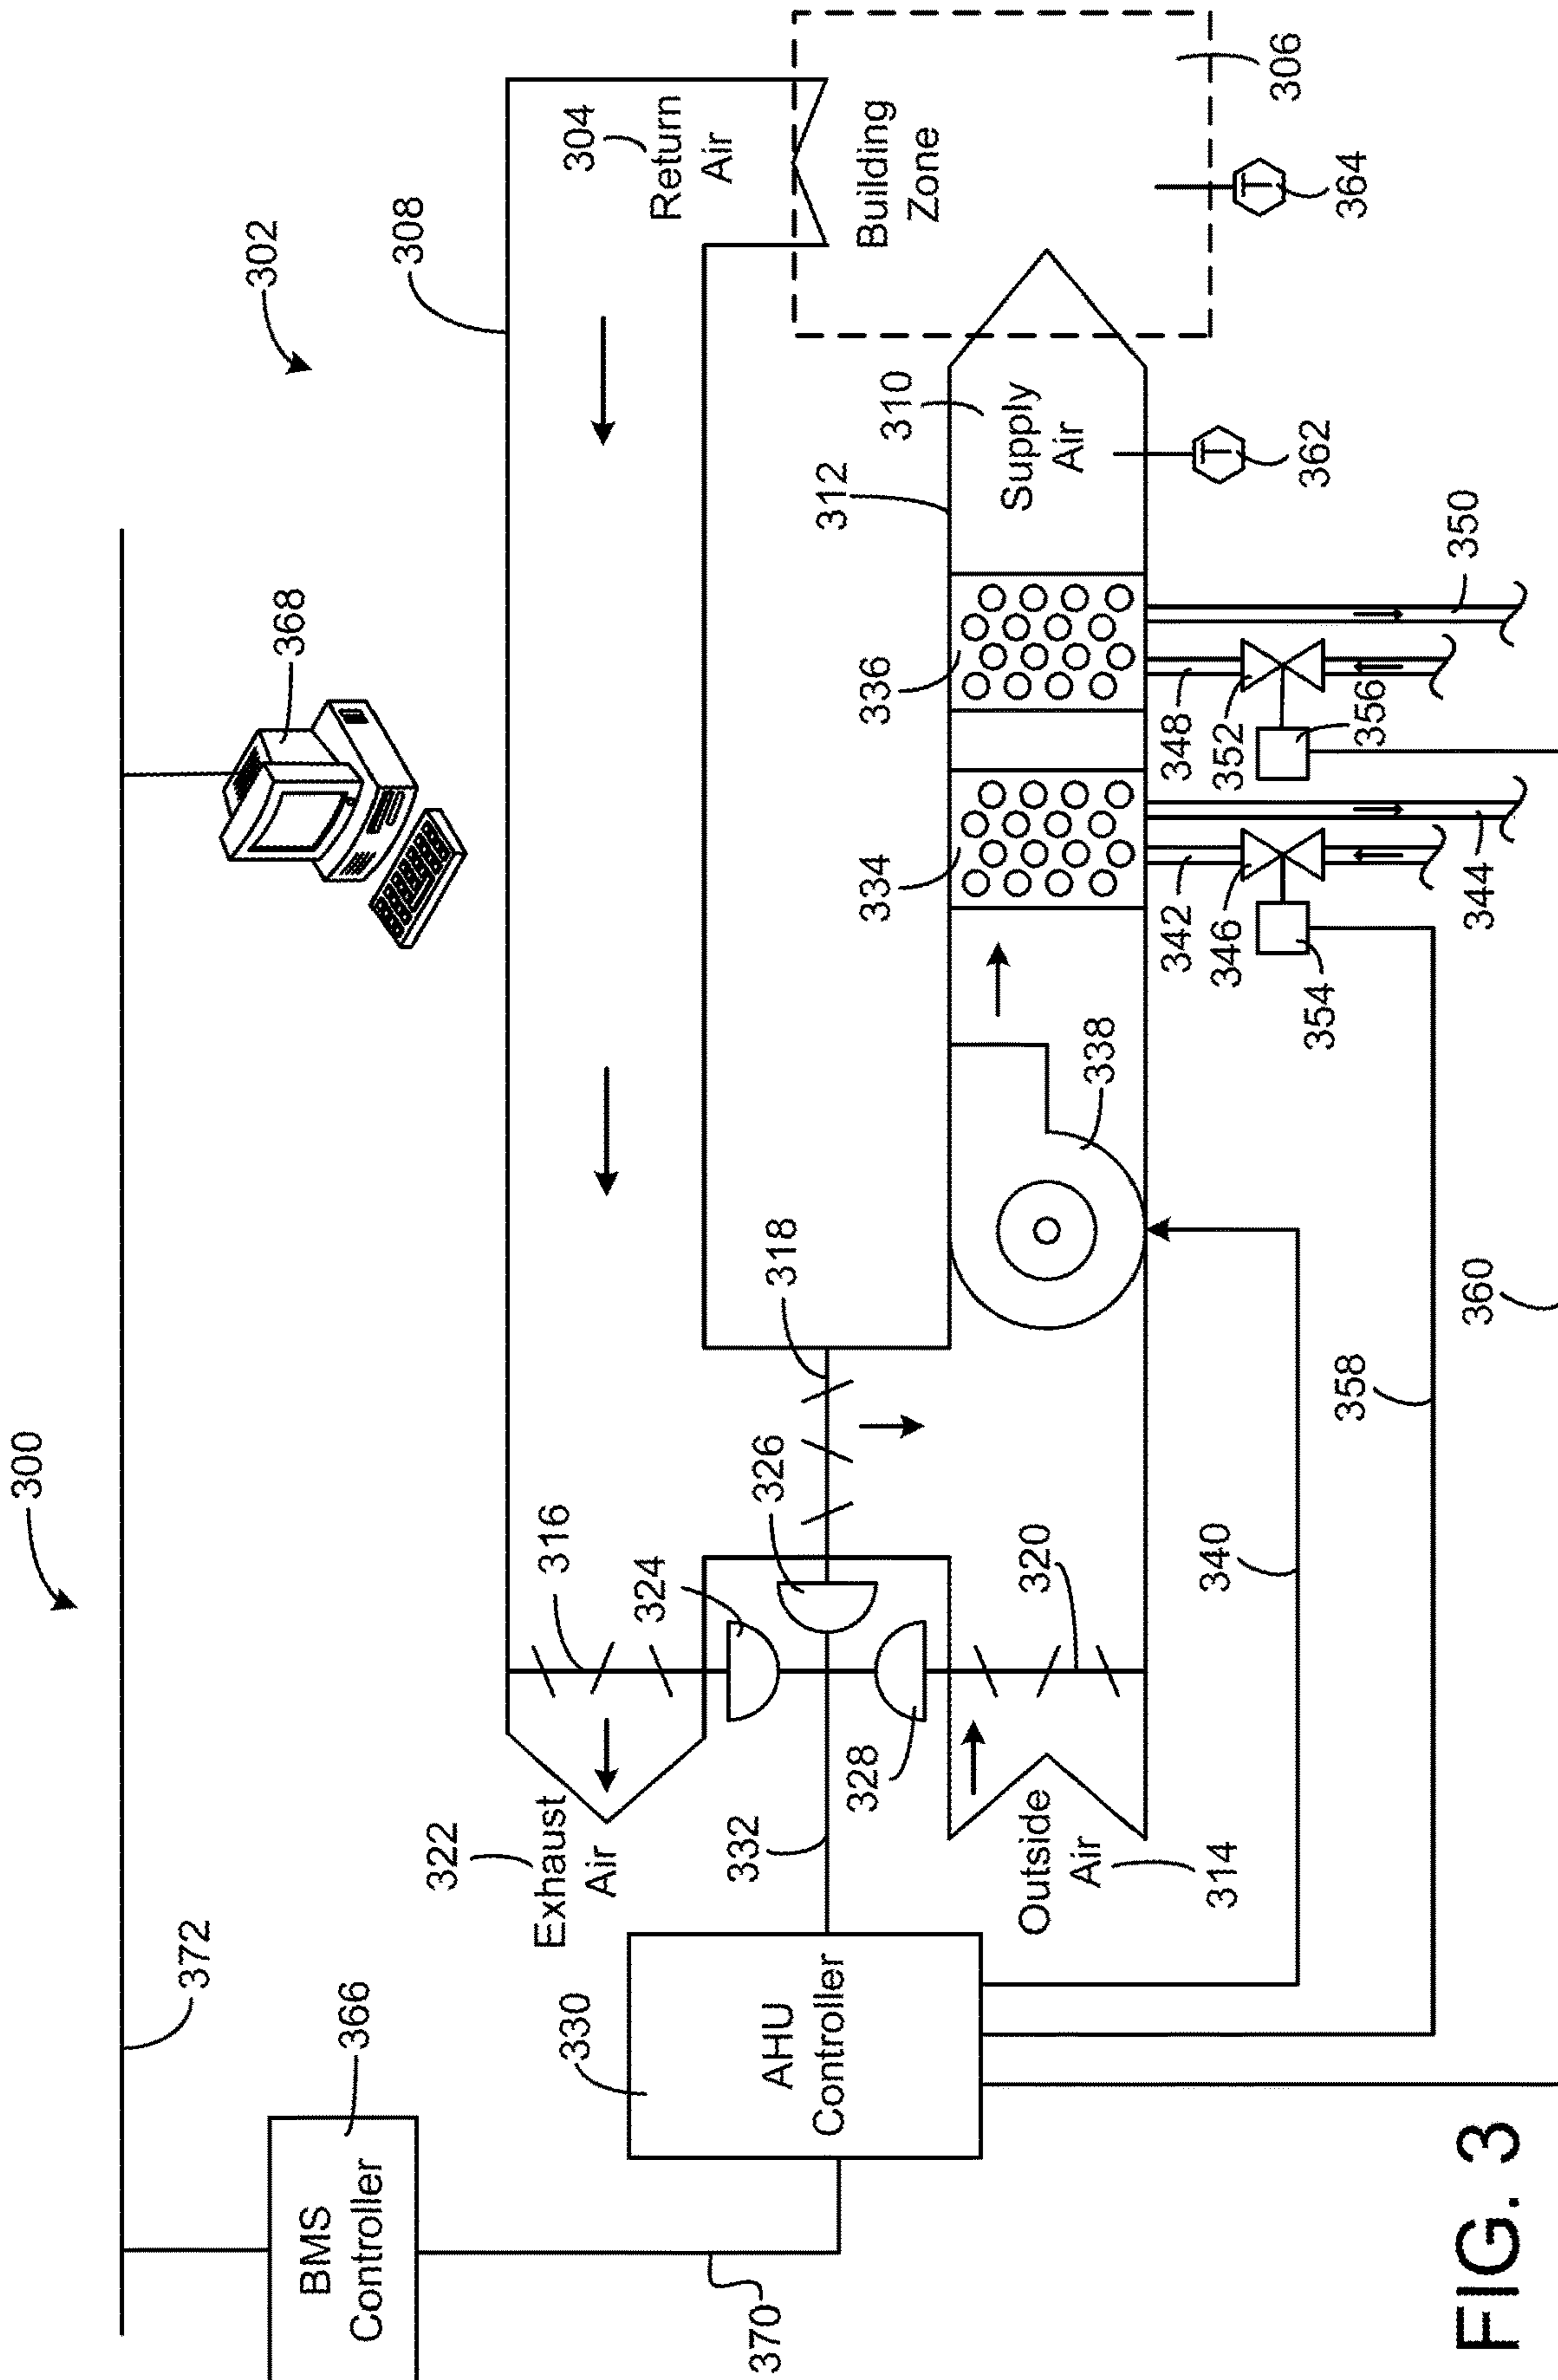 300
372
366
BMS
Controller
370
368
302
308
304
Return
Air
Building
Zone
306
364
322
Exhaust
Air
316
324
326
318
332
328
330
AHU
Controller
Outside
Air
314
320
340
338
334
336
312
310
Supply
Air
362
342
346
354
344
348
352
356
350
358
360
T
T
FIG. 3